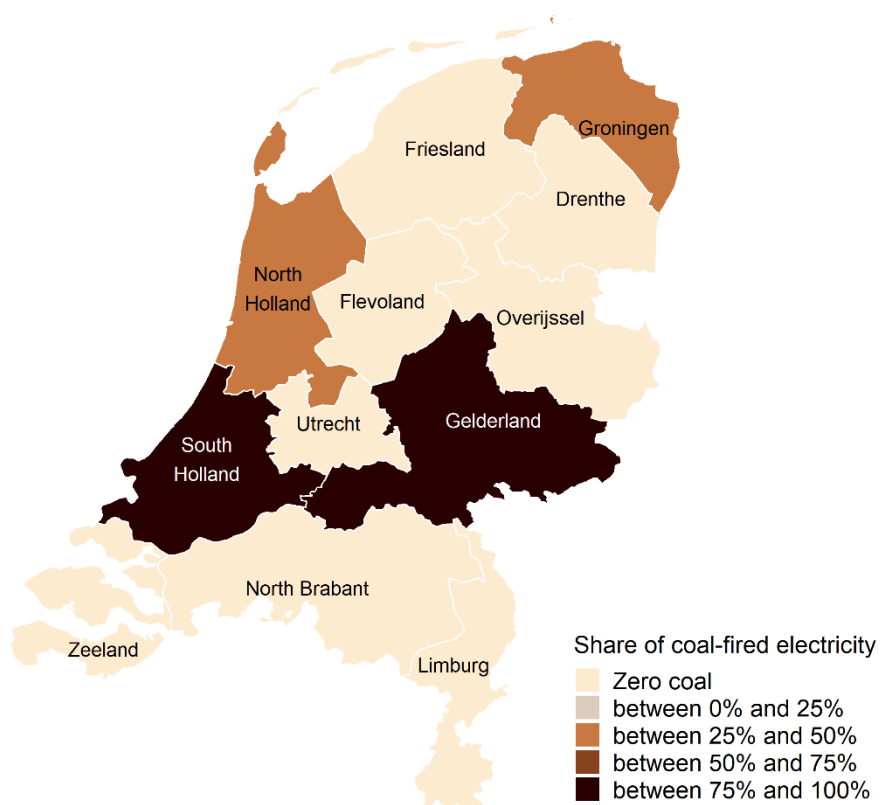 Groningen
Friesland
Drenthe
North
Holland
Flevoland
Overijssel
Utrecht
Gelderland
South
Holland
North Brabant
Zeeland
Limburg
Share of coal-fired electricity
Zero coal
between 0% and 25%
between 25% and 50%
between 50% and 75%
between 75% and 100%